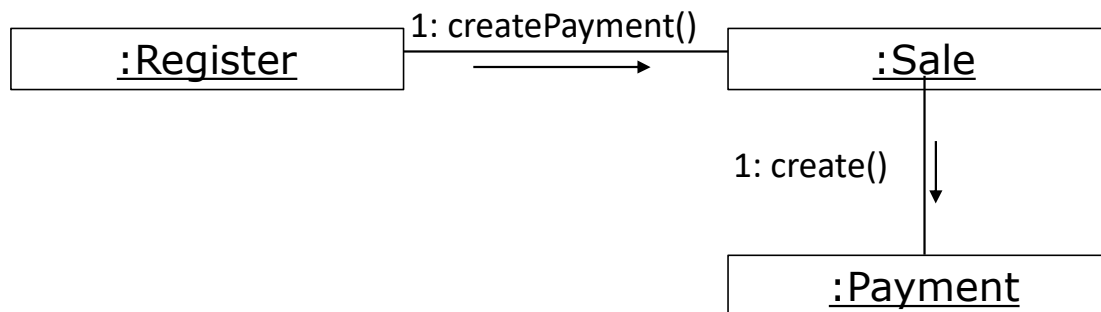 1: createPayment()
:Register
:Sale
1: create()
:Payment